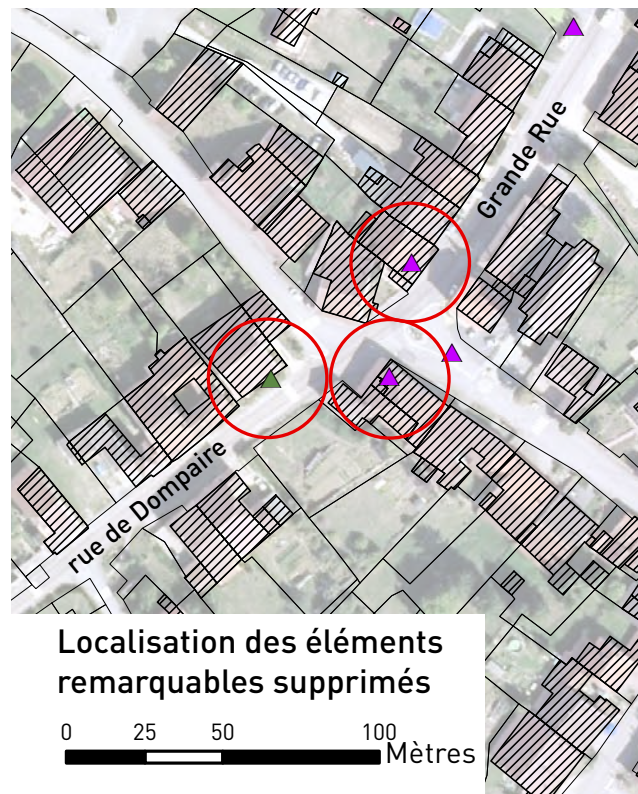 Grande Rue
rue de Dompaire
Localisation des éléments
remarquables supprimés
0 25 50 100
Mètres